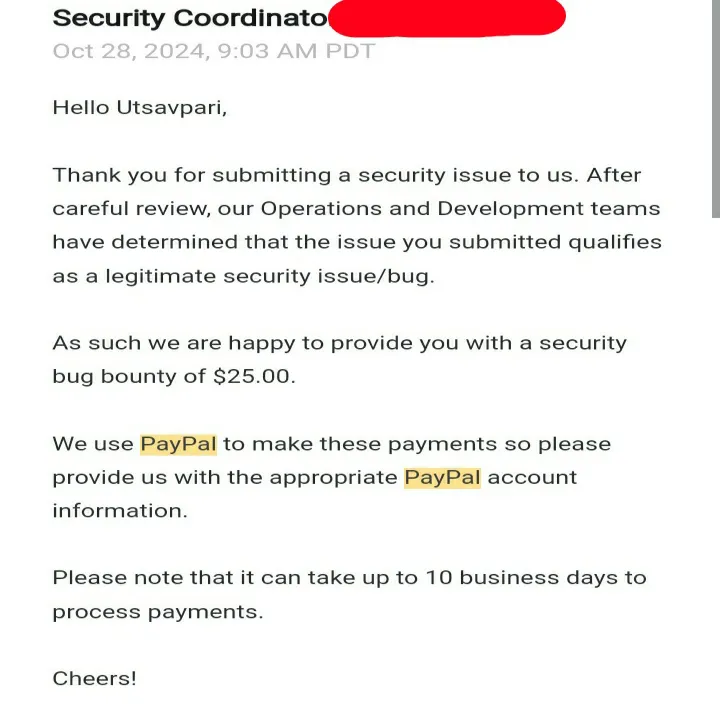 Security Coordinato
Oct 28, 2024, 9:03 AM PDT
Hello Utsavpari,
Thank you for submitting a security issue to us. After
careful review, our Operations and Development teams
have determined that the issue you submitted qualifies
as a legitimate security issue/bug.
As such we are happy to provide you with a security
bug bounty of $25.00.
We use PayPal to make these payments so please
provide us with the appropriate PayPal account
information.
Please note that it can take up to 10 business days to
process payments.
Cheers!